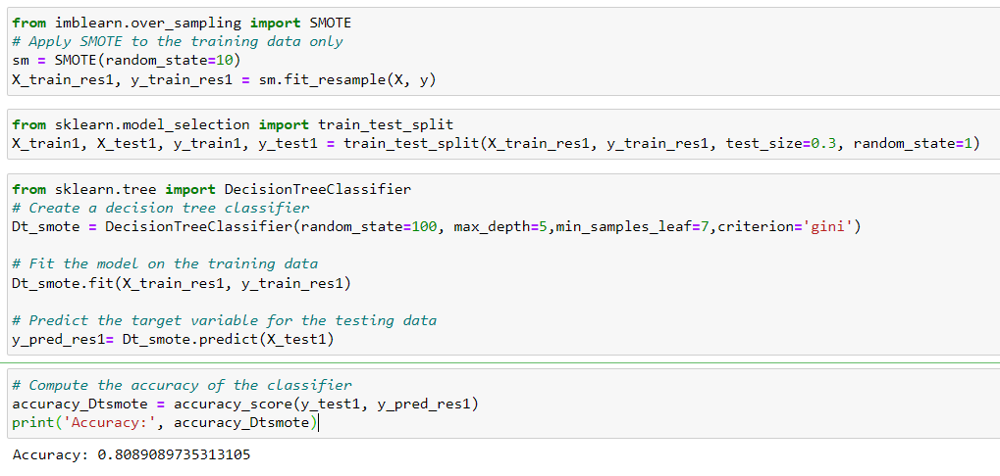 from imblearn.over_sampling import SMOTE
# Apply SMOTE to the training data only
sm = SMOTE(random_state=10)
X_train_res1, y_train_res1 = sm.fit_resample(X, y)
from sklearn.model_selection import train_test_split
X_train1, X_test1, y_train1, y_test1 = train_test_split(X_train_res1, y_train_res1, test_size=0.3, random_state=1)
from sklearn.tree import DecisionTreeClassifier
# Create a decision tree classifier
Dt_smote = DecisionTreeClassifier(random_state=100, max_depth=5,min_samples_leaf=7,criterion='gini')
# Fit the model on the training data
Dt_smote.fit(X_train_res1, y_train_res1)
# Predict the target variable for the testing data
y_pred_res1= Dt_smote.predict(X_test1)
# Compute the accuracy of the classifier
accuracy_Dtsmote = accuracy_score(y_test1, y_pred_res1)
print('Accuracy:', accuracy_Dtsmote)
Accuracy: 0.8089089735313105